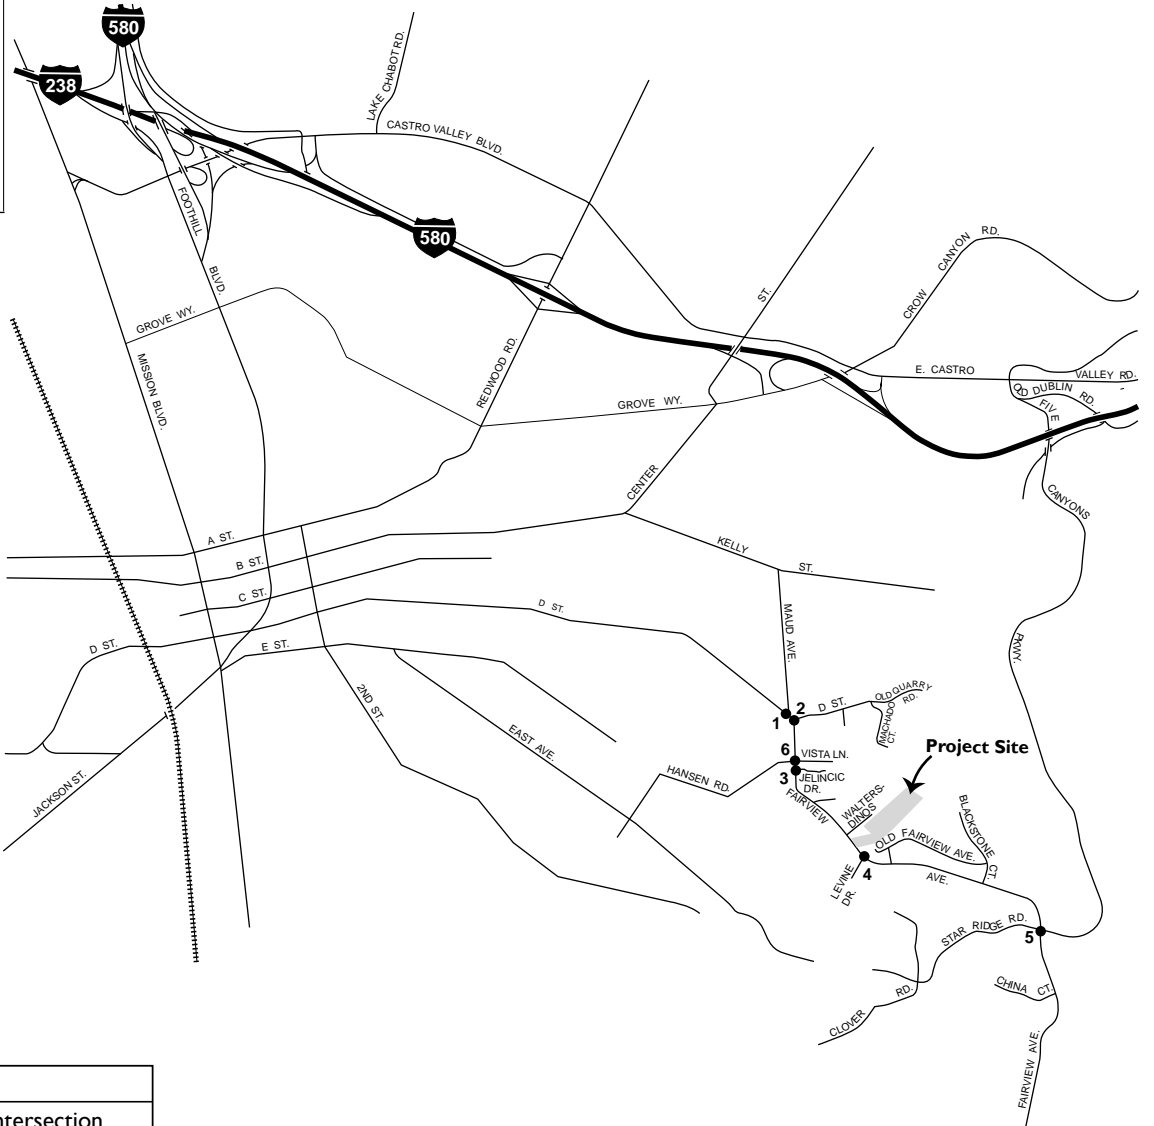 580
238
LAKE CHABOT RD.
CASTRO VALLEY BLVD.
FOOTHILL
BLVD.
580
CROW CANYON RD.
ST.
GROVE WY.
MISSION BLVD.
REDWOOD RD.
E. CASTRO VALLEY RD.
OLD DUBLIN RD.
FIVE
GROVE WY.
CENTER
CANYONS
A ST.
B ST.
KELLY ST.
C ST.
D ST.
MAUD AVE.
D ST.
E ST.
PKWY.
2ND ST.
OLD QUARRY RD.
D ST.
1
2
MACHADO CT.
EAST AVE.
Project Site
6
VISTA LN.
3
JELINCIC
DR.
HANSEN RD.
JACKSON ST.
FAIRVIEW
WALTERS-
DINOS
BLACKSTONE CT.
OLD FAIRVIEW AVE.
4
AVE.
LEVINE
DR.
STAR RIDGE RD.
5
CHINA CT.
CLOVER RD.
FAIRVIEW AVE.
ntersection